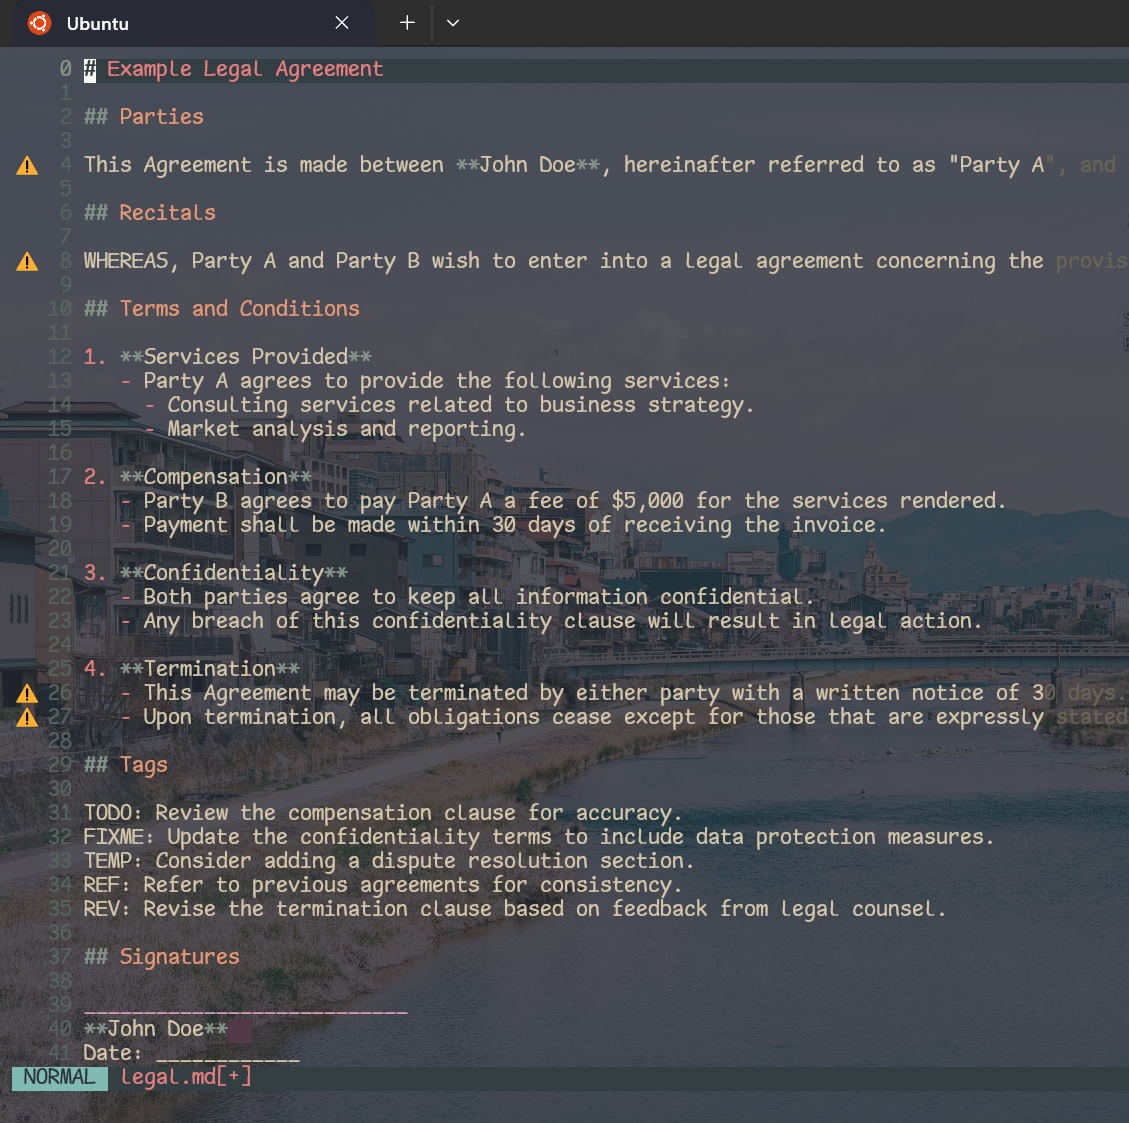 Ubuntu
0 # Example Legal Agreement
1
2 ## Parties
3
4 This Agreement is made between **John Doe**, hereinafter referred to as "Party A", and
5
6 ## Recitals
7
8 WHEREAS, Party A and Party B wish to enter into a legal agreement concerning the provis
9
10 ## Terms and Conditions
11
12 1. **Services Provided**
13 - Party A agrees to provide the following services:
14 - Consulting services related to business strategy.
15 - Market analysis and reporting.
16
17 2. **Compensation**
18 - Party B agrees to pay Party A a fee of $5,000 for the services rendered.
19 - Payment shall be made within 30 days of receiving the invoice.
20
21 3. **Confidentiality**
22 - Both parties agree to keep all information confidential.
23 - Any breach of this confidentiality clause will result in legal action.
24
25 4. **Termination**
26 - This Agreement may be terminated by either party with a written notice of 30 days.
27 - Upon termination, all obligations cease except for those that are expressly stated
28
29 ## Tags
30
31 TODO: Review the compensation clause for accuracy.
32 FIXME: Update the confidentiality terms to include data protection measures.
33 TEMP: Consider adding a dispute resolution section.
34 REF: Refer to previous agreements for consistency.
35 REV: Revise the termination clause based on feedback from legal counsel.
36
37 ## Signatures
38
39 ___________________________
40 **John Doe**
41 Date: ____________
NORMAL legal.md[+]